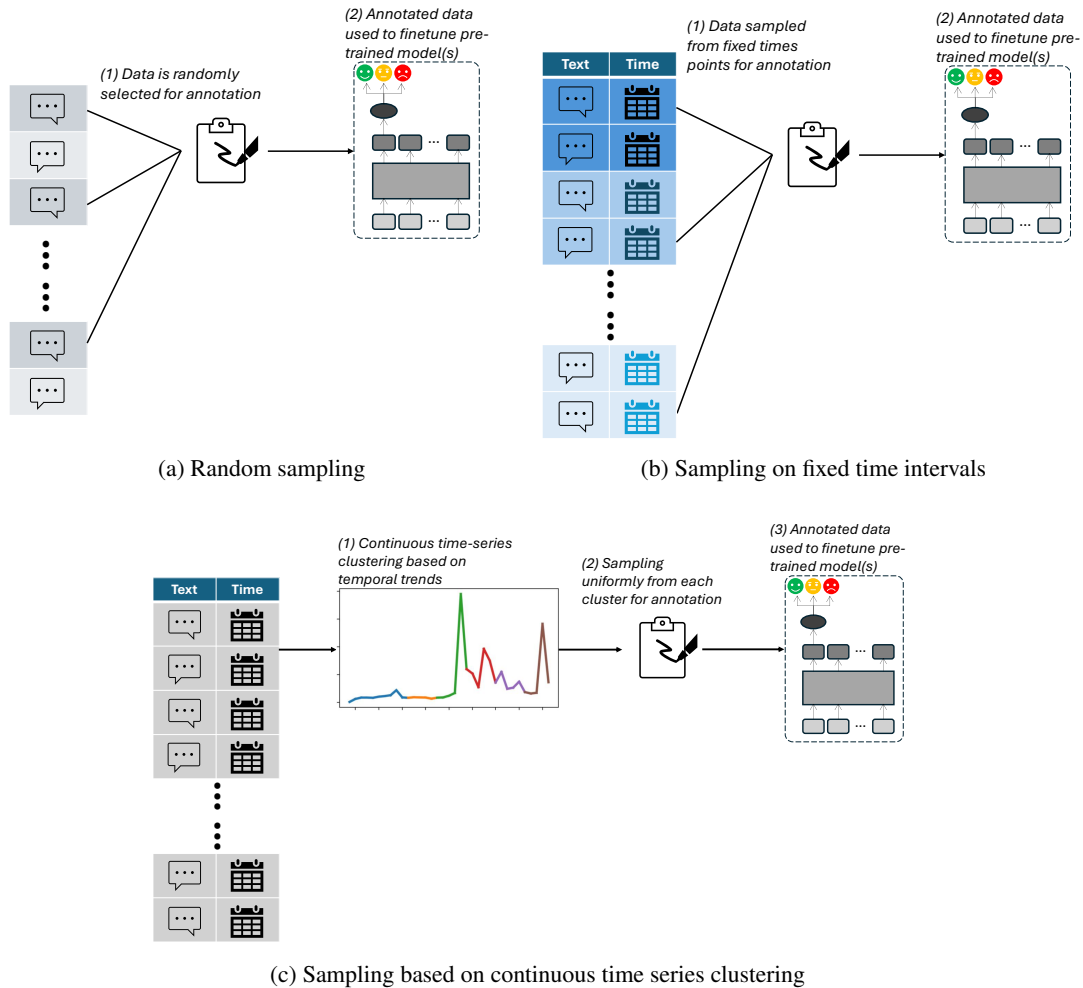 (1) Data is randomly
selected for annotation
(2) Annotated data
used to finetune pre-
trained model(s)
(a) Random sampling
Text Time
(1) Data sampled
from fixed times
points for annotation
(2) Annotated data
used to finetune pre-
trained model(s)
(b) Sampling on fixed time intervals
Text Time
(1) Continuous time-series
clustering based on
temporal trends
(2) Sampling
uniformly from each
cluster for annotation
(3) Annotated data
used to finetune pre-
trained model(s)
(c) Sampling based on continuous time series clustering